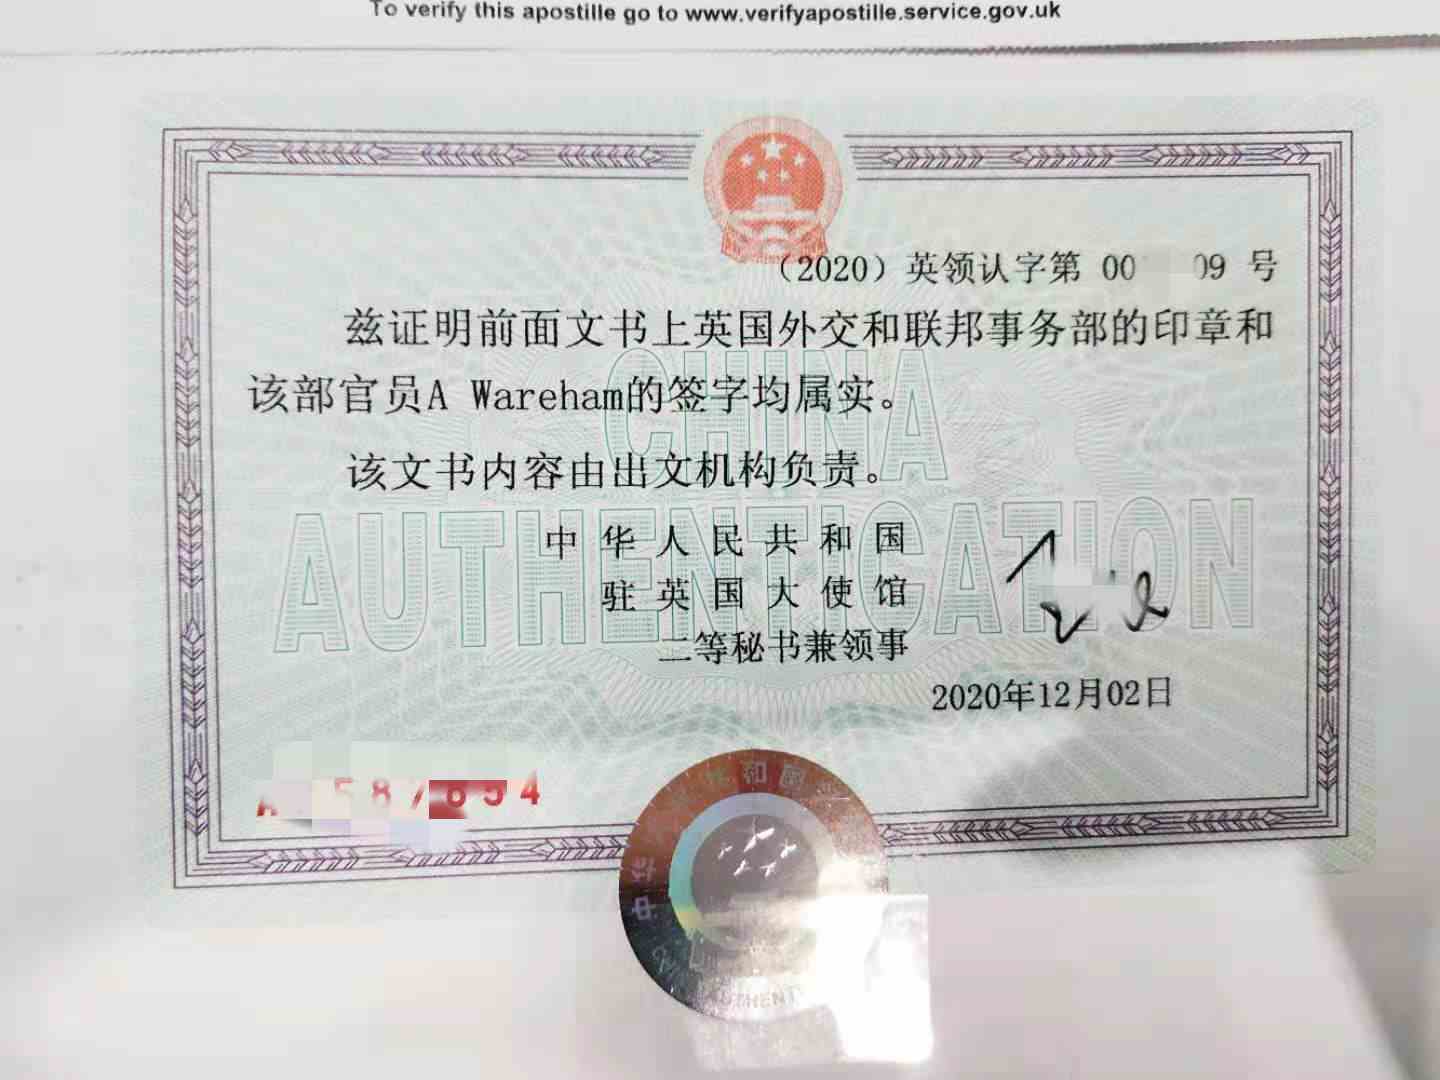 To verify this apostille go to www.verifyapostille.service.gov.uk
（2020）英领认字第 00 09 号
兹证明前面文书上英国外交和联邦事务部的印章和
该部官员A Wareham的签字均属实。
该文书内容由出文机构负责。
CHINA
AUTHENTICATION
中华人民共和国
驻英国大使馆
二等秘书兼领事
2020年12月02日
A 587654